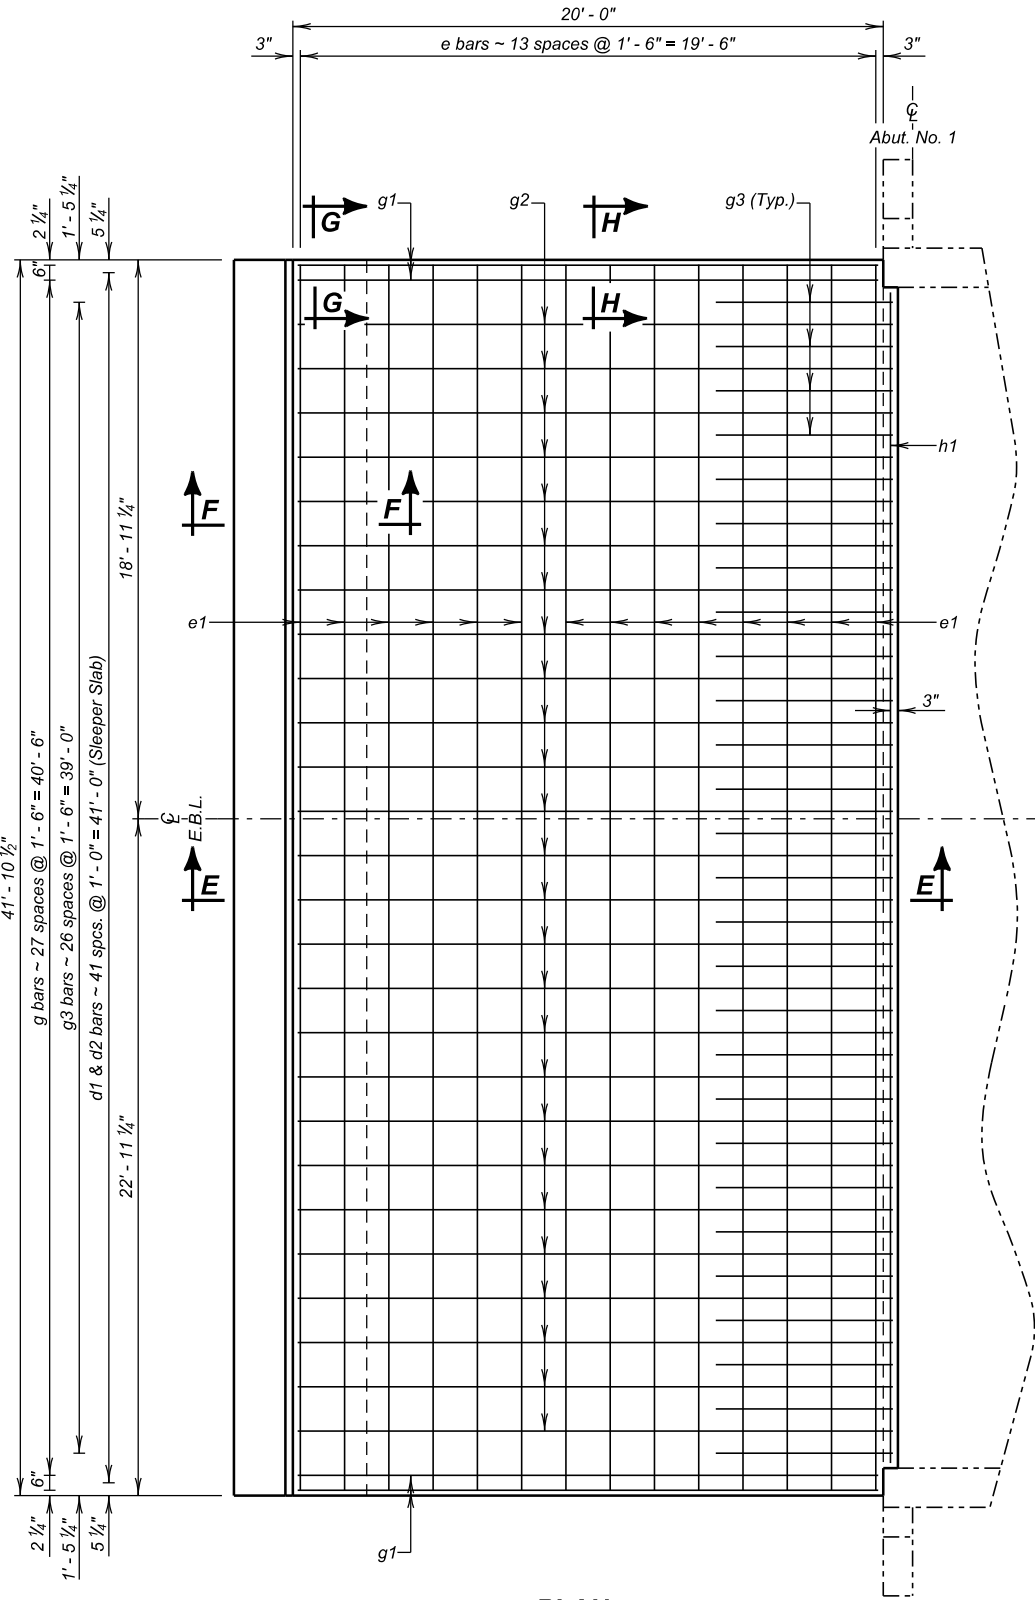 20' - 0"
3"
e bars ~ 13 spaces @ 1' - 6" = 19' - 6"
3"
℄
Abut. No. 1
2 ¼"
1' - 5 ¼"
5 ¼"
g1
g2
g3 (Typ.)
G
H
6"
G
H
h1
F
F
18' - 11 ¼"
e1
e1
3"
℄
E.B.L.
41' - 10 ½"
g bars ~ 27 spaces @ 1' - 6" = 40' - 6"
g3 bars ~ 26 spaces @ 1' - 6" = 39' - 0"
d1 & d2 bars ~ 41 spcs. @ 1' - 0" = 41' - 0" (Sleeper Slab)
E
E
22' - 11 ¼"
6"
2 ¼"
1' - 5 ¼"
5 ¼"
g1